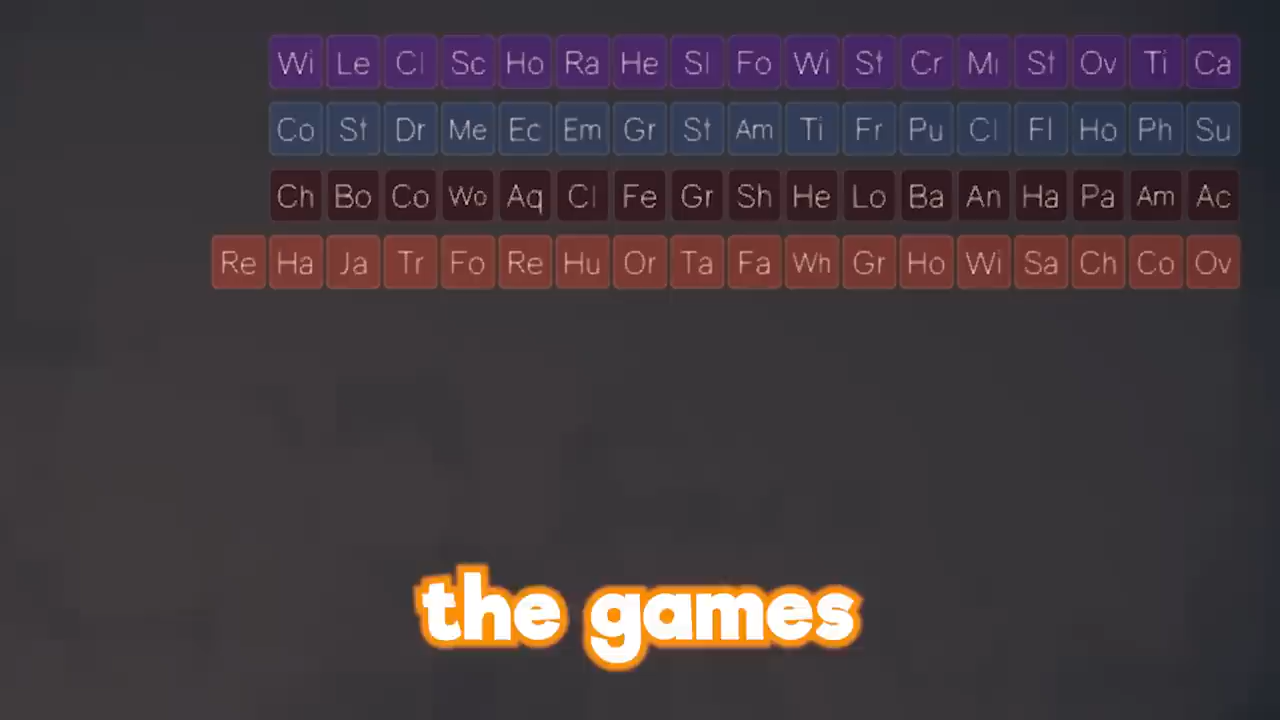 Wi Le Cl Sc Ho Ra He Sl Fo Wi St Cr Mi St Ov Ti Ca
Co St Dr Me Ec Em Gr St Am Ti Fr Pu Cl Fl Ho Ph Su
Ch Bo Co Wo Aq Cl Fe Gr Sh He Lo Ba An Ha Pa Am Ac
Re Ha Ja Tr Fo Re Hu Or Ta Fa Wh Gr Ho Wi Sa Ch Co Ov
the games